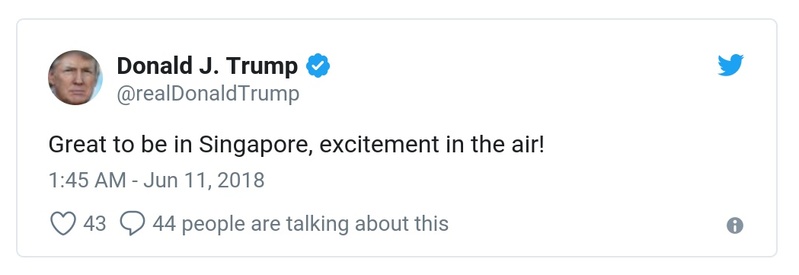 Donald J. Trump
@realDonaldTrump
Great to be in Singapore, excitement in the air!
1:45 AM - Jun 11, 2018
43 44 people are talking about this